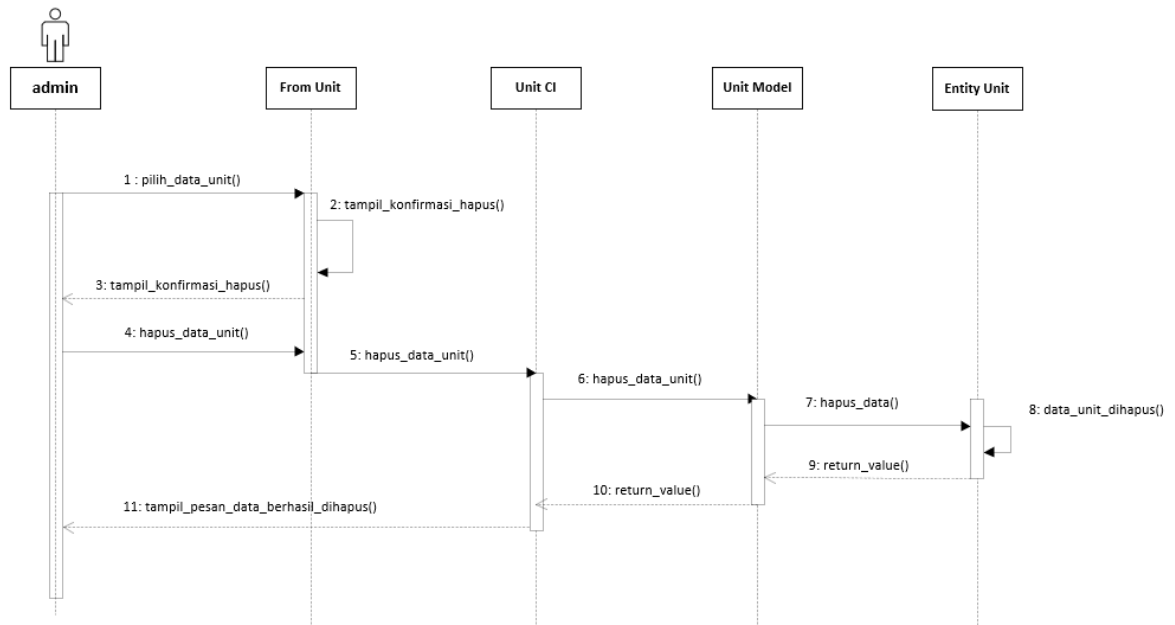 admin
From Unit
Unit CI
Unit Model
Entity Unit
1 : pilih_data_unit()
2: tampil_konfirmasi_hapus()
3: tampil_konfirmasi_hapus()
4: hapus_data_unit()
5: hapus_data_unit()
6: hapus_data_unit()
7: hapus_data()
8: data_unit_dihapus()
9: return_value()
10: return_value()
11: tampil_pesan_data_berhasil_dihapus()